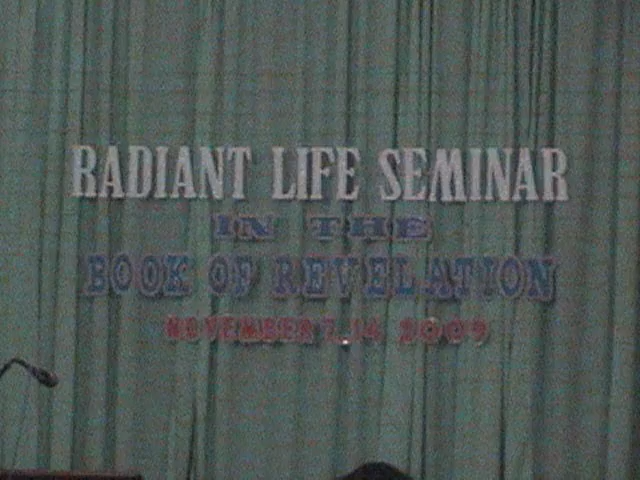 RADIANT LIFE SEMINAR
IN THE
BOOK OF REVELATION
NOVEMBER 7-14 2009